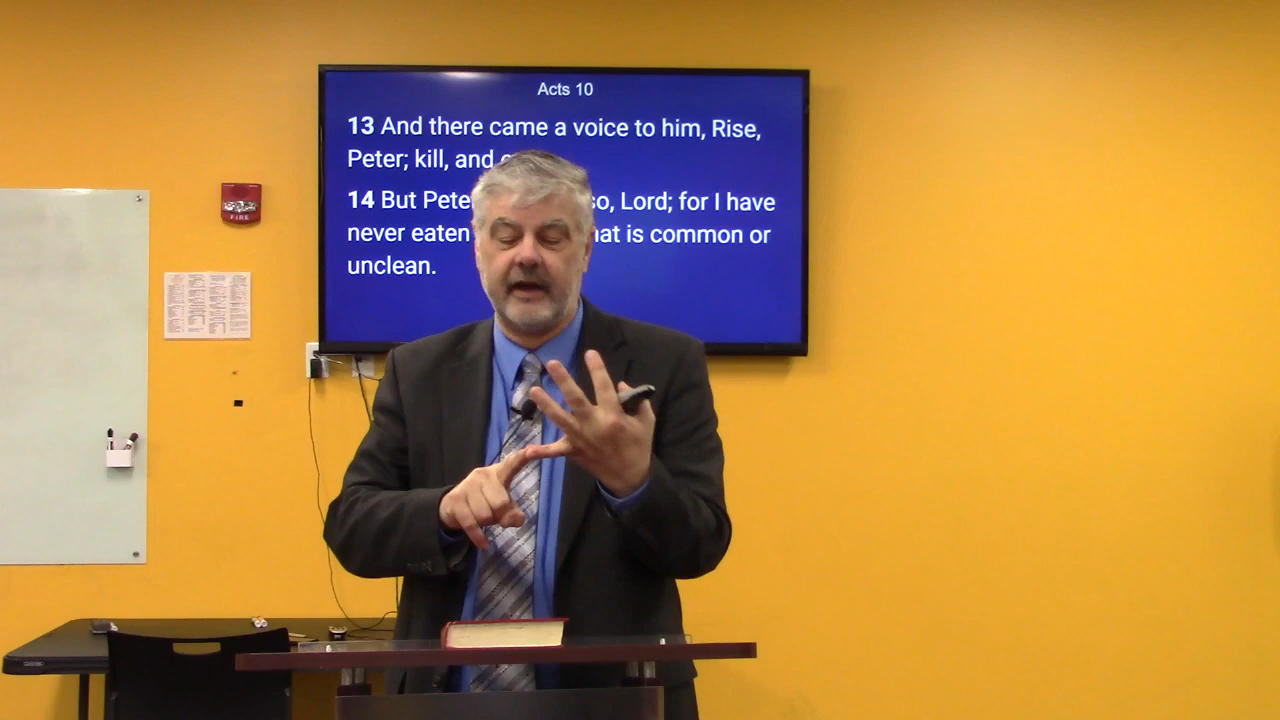 Acts 10
13 And there came a voice to him, Rise,
Peter; kill, and
14 But Pete so, Lord; for I have
never eaten hat is common or
unclean.
FIRE